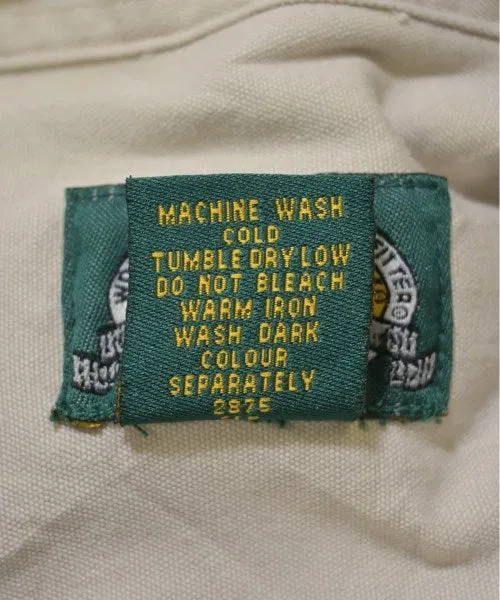 MACHINE WASH
COLD
TUMBLE DRY LOW
DO NOT BLEACH
WARM IRON
WASH DARK
COLOUR
SEPARATELY
2875